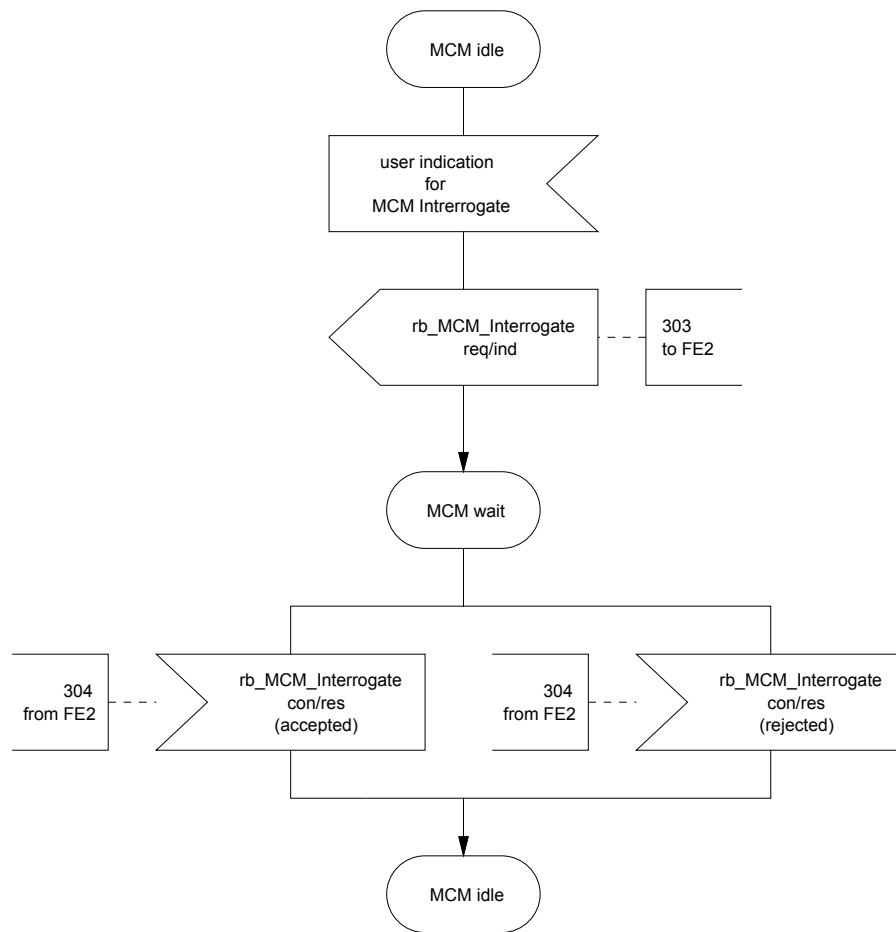 MCM idle
user indication
for
MCM Intrerrogate
rb_MCM_Interrogate
req/ind
303
to FE2
MCM wait
304
from FE2
rb_MCM_Interrogate
con/res
(accepted)
304
from FE2
rb_MCM_Interrogate
con/res
(rejected)
MCM idle